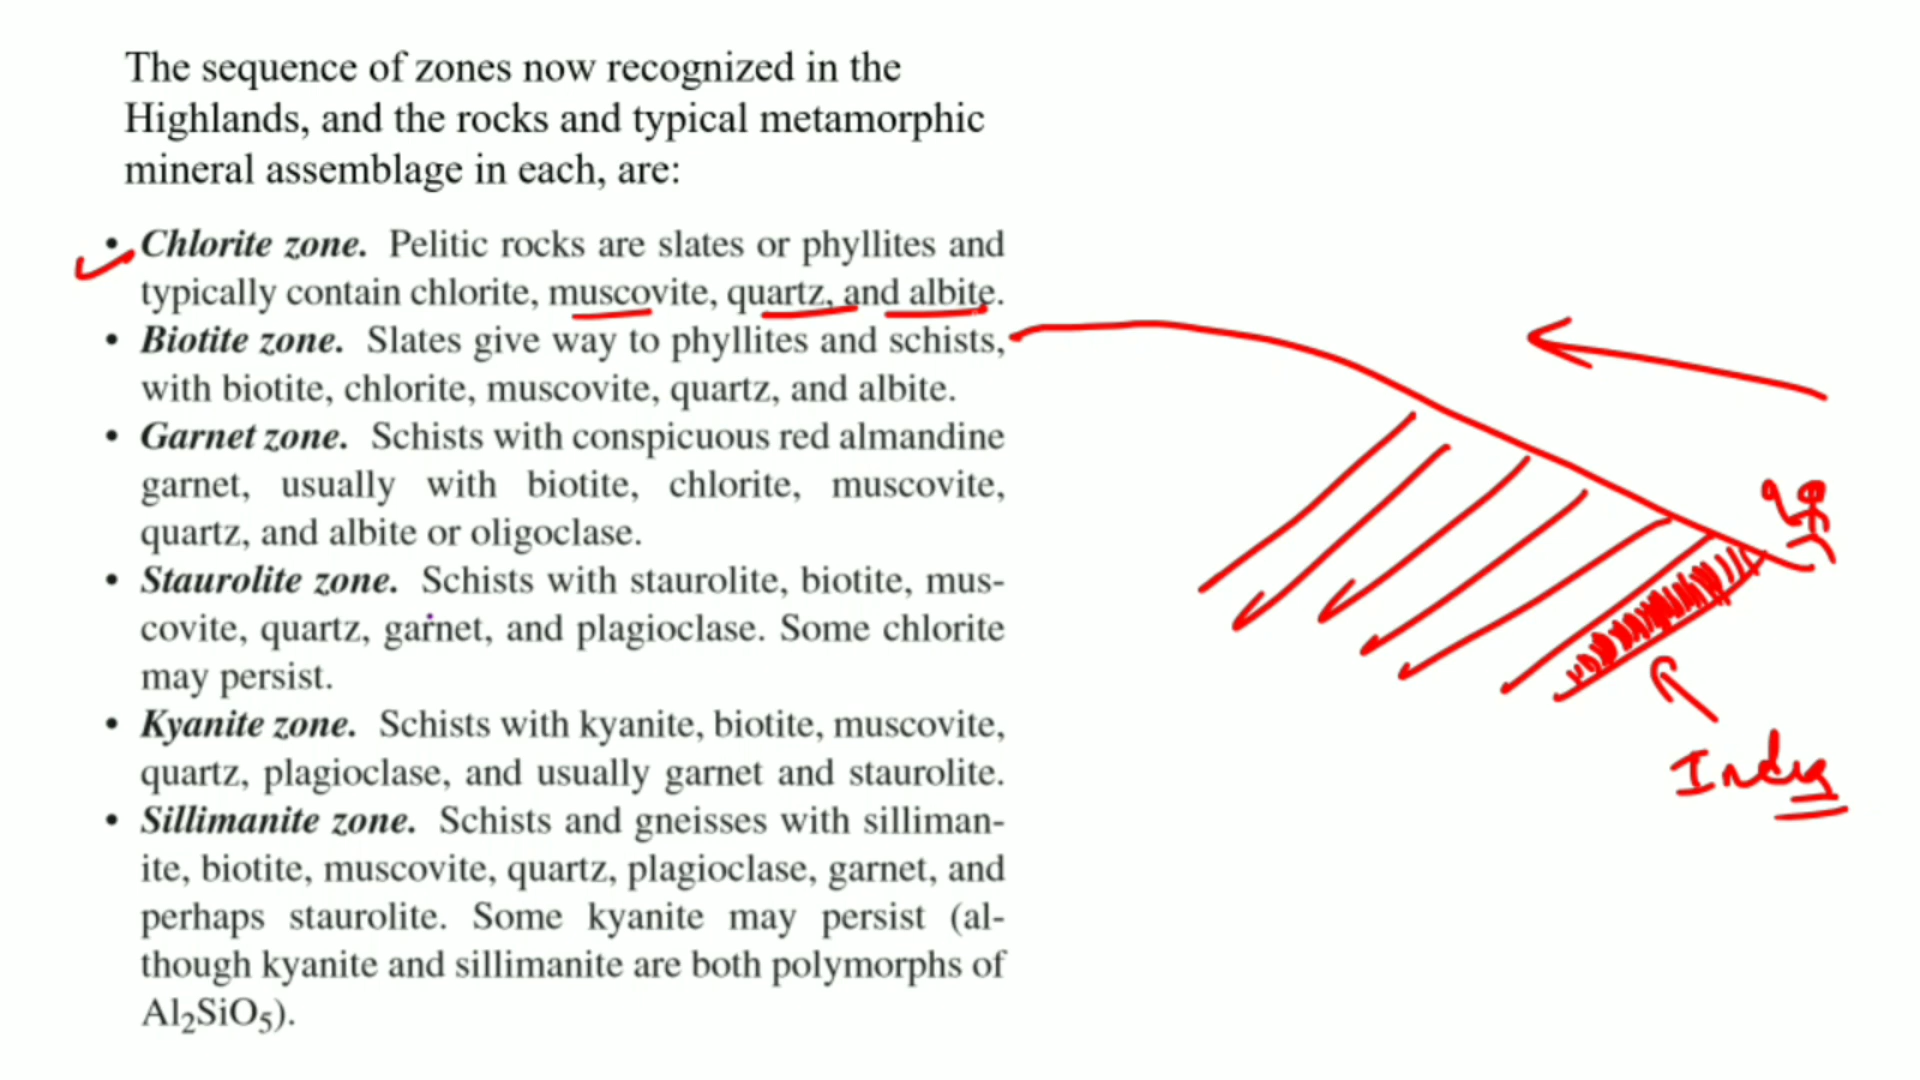 The sequence of zones now recognized in the
Highlands, and the rocks and typical metamorphic
mineral assemblage in each, are:
• Chlorite zone. Pelitic rocks are slates or phyllites and
typically contain chlorite, muscovite, quartz, and albite.
• Biotite zone. Slates give way to phyllites and schists,
with biotite, chlorite, muscovite, quartz, and albite.
• Garnet zone. Schists with conspicuous red almandine
garnet, usually with biotite, chlorite, muscovite,
quartz, and albite or oligoclase.
• Staurolite zone. Schists with staurolite, biotite, mus-
covite, quartz, garnet, and plagioclase. Some chlorite
may persist.
• Kyanite zone. Schists with kyanite, biotite, muscovite,
quartz, plagioclase, and usually garnet and staurolite.
• Sillimanite zone. Schists and gneisses with silliman-
ite, biotite, muscovite, quartz, plagioclase, garnet, and
perhaps staurolite. Some kyanite may persist (al-
though kyanite and sillimanite are both polymorphs of
Al₂SiO₅).